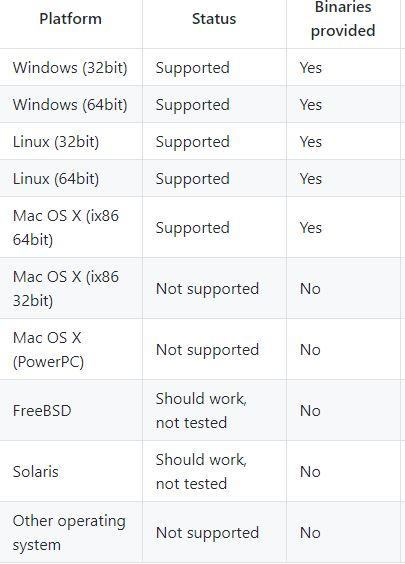 Platform Status Binaries provided
Windows (32bit) Supported Yes
Windows (64bit) Supported Yes
Linux (32bit) Supported Yes
Linux (64bit) Supported Yes
Mac OS X (ix86 64bit) Supported Yes
Mac OS X (ix86 32bit) Not supported No
Mac OS X (PowerPC) Not supported No
FreeBSD Should work, not tested No
Solaris Should work, not tested No
Other operating system Not supported No